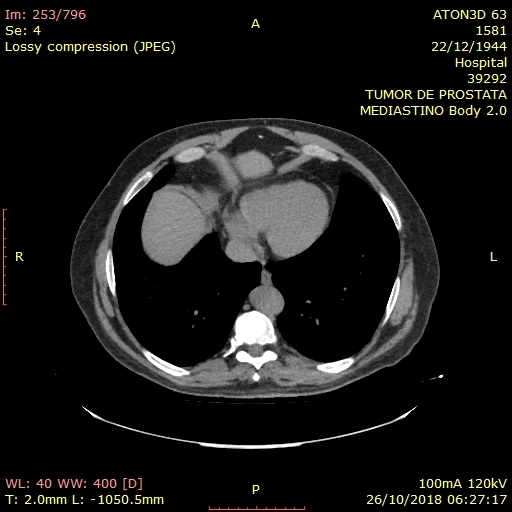 Im: 253/796
Se: 4
Lossy compression (JPEG)
A
ATON3D 63
1581
22/12/1944
Hospital
39292
TUMOR DE PROSTATA
MEDIASTINO Body 2.0
R
L
WL: 40 WW: 400 [D]
T: 2.0mm L: -1050.5mm
P
100mA 120kV
26/10/2018 06:27:17